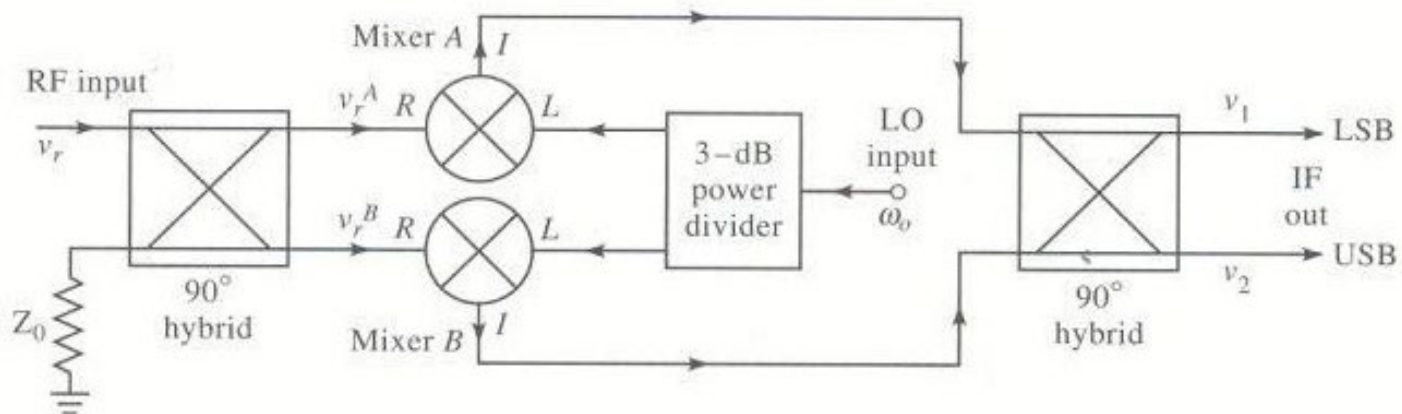 Mixer A
I
RF input
v_r
v_r^A
R
L
3–dB
power
divider
LO
input
ω_o
v_1
LSB
IF
out
v_r^B
R
L
v_2
USB
s
Z_0
90°
hybrid
Mixer B
I
90°
hybrid